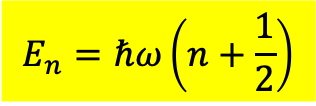 Eₙ = ħω (n + 1/2)